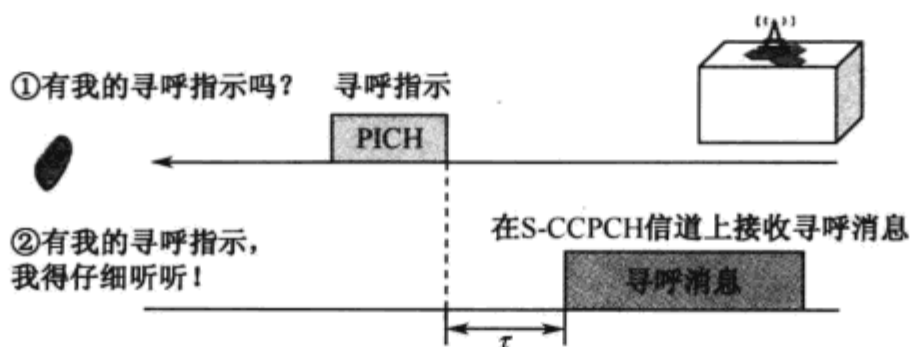 ①有我的寻呼指示吗？ 寻呼指示
PICH
②有我的寻呼指示，
我得仔细听听！
在S-CCPCH信道上接收寻呼消息
寻呼消息
τ